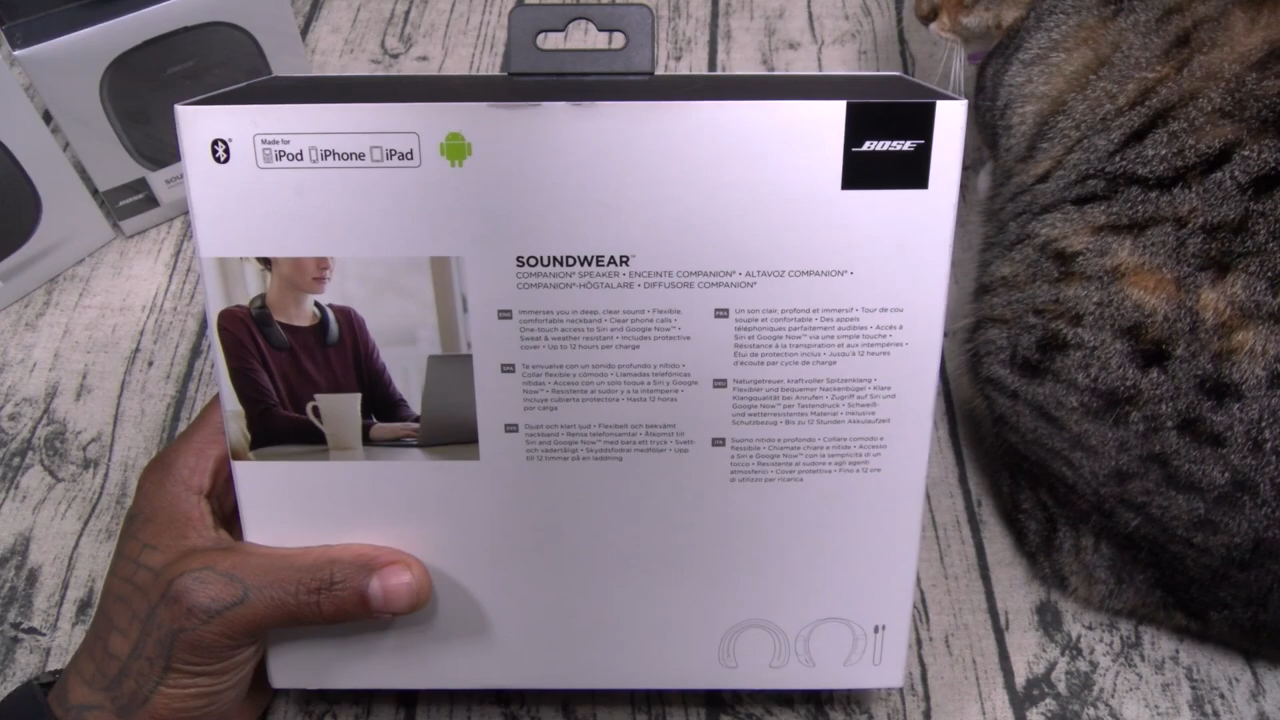 Made for
iPod iPhone iPad
BOSE
SOUNDWEAR™
COMPANION® SPEAKER • ENCEINTE COMPANION® • ALTAVOZ COMPANION® •
COMPANION®-HÖGTALARE • DIFFUSORE COMPANION®
ENG
Immerses you in deep, clear sound • Flexible,
comfortable neckband • Clear phone calls •
One-touch access to Siri and Google Now™ •
Sweat & weather resistant • Includes protective
cover • Up to 12 hours per charge
SPA
Te envuelve con un sonido profundo y nítido •
Collar flexible y cómodo • Llamadas telefónicas
nítidas • Acceso con un solo toque a Siri y Google
Now™ • Resistente al sudor y a la intemperie •
Incluye cubierta protectora • Hasta 12 horas
por carga
SVE
Djupt och klart ljud • Flexibelt och bekvämt
neckband • Rena telefonsamtal • Åtkomst till
Siri and Google Now™ med bara ett tryck • Svett-
och vädertåligt • Skyddsfodral medföljer • Upp
till 12 timmar på en laddning
FRA
Un son clair, profond et immersif • Tour de cou
souple et confortable • Des appels
téléphoniques parfaitement audibles • Accès à
Siri et Google Now™ via une simple touche •
Résistance à la transpiration et aux intempéries •
Étui de protection inclus • Jusqu'à 12 heures
d'écoute par cycle de charge
DEU
Naturgetreuer, kraftvoller Spitzenklang •
Flexibler und bequemer Nackenbügel • Klare
Klangqualität bei Anrufen • Zugriff auf Siri und
Google Now™ per Tastendruck • Schweiß-
und wetterresistentes Material • Inklusive
Schutzbezug • Bis zu 12 Stunden Akkulaufzeit
ITA
Suono nitido e profondo • Collare comodo e
flessibile • Chiamate chiare e nitide • Accesso
a Siri e Google Now™ con la semplicità di un
tocco • Resistente al sudore e agli agenti
atmosferici • Cover protettiva • Fino a 12 ore
di utilizzo per ricarica
BOSE
SOU